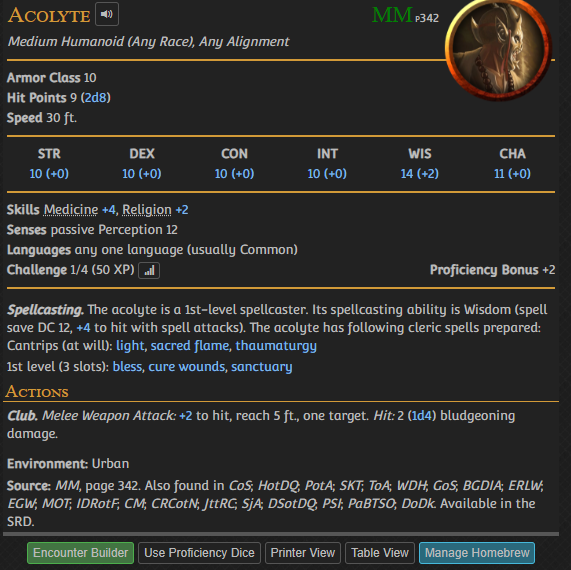 Acolyte
MM p342
Medium Humanoid (Any Race), Any Alignment
Armor Class 10
Hit Points 9 (2d8)
Speed 30 ft.
STR DEX CON INT WIS CHA
10 (+0) 10 (+0) 10 (+0) 10 (+0) 14 (+2) 11 (+0)
Skills Medicine +4, Religion +2
Senses passive Perception 12
Languages any one language (usually Common)
Challenge 1/4 (50 XP) Proficiency Bonus +2
Spellcasting. The acolyte is a 1st-level spellcaster. Its spellcasting ability is Wisdom (spell
save DC 12, +4 to hit with spell attacks). The acolyte has following cleric spells prepared:
Cantrips (at will): light, sacred flame, thaumaturgy
1st level (3 slots): bless, cure wounds, sanctuary
Actions
Club. Melee Weapon Attack: +2 to hit, reach 5 ft., one target. Hit: 2 (1d4) bludgeoning
damage.
Environment: Urban
Source: MM, page 342. Also found in CoS; HotDQ; PotA; SKT; ToA; WDH; GoS; BGDIA; ERLW;
EGW; MOT; IDRotF; CM; CRCotN; JttRC; SjA; DSotDQ; PSI; PaBTSO; DoDk. Available in the
SRD.
Encounter Builder Use Proficiency Dice Printer View Table View Manage Homebrew